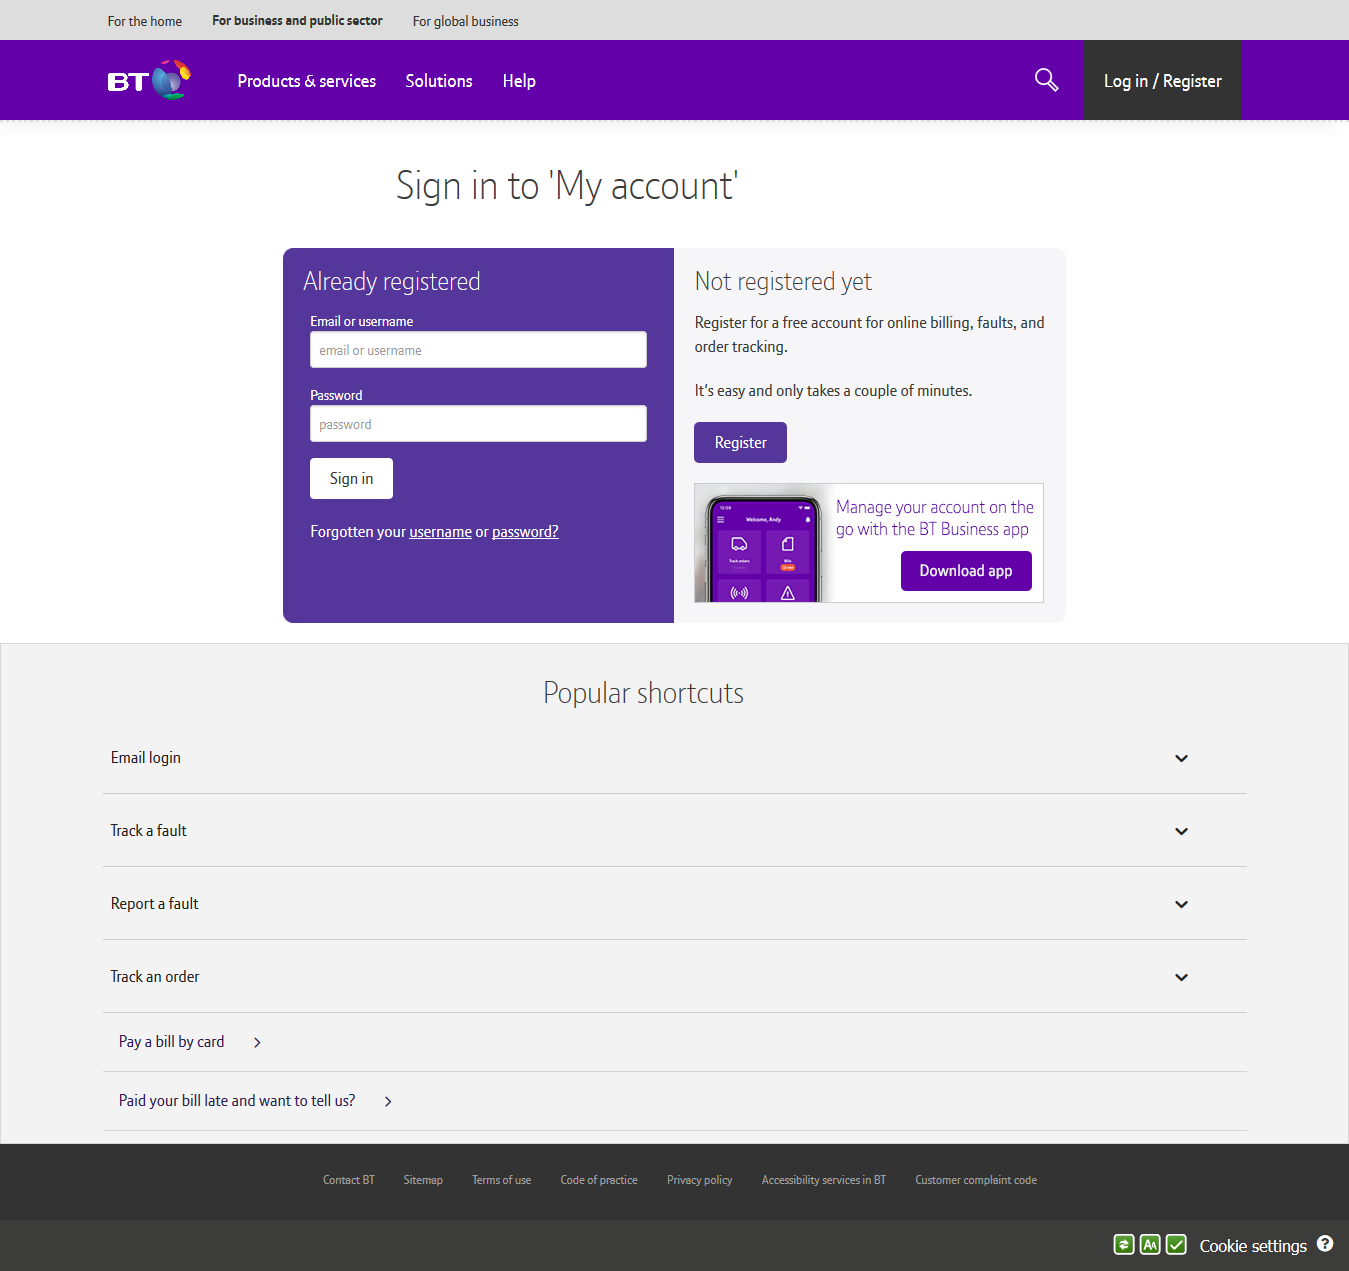 For the home
For business and public sector
For global business
BT
Products & services
Solutions
Help
Log in / Register
Sign in to 'My account'
Already registered
Email or username
email or username
Password
password
Sign in
Forgotten your username or password?
Not registered yet
Register for a free account for online billing, faults, and
order tracking.
It's easy and only takes a couple of minutes.
Register
12:09
Welcome, Andy
Track orders
Bills
Manage your account on the
go with the BT Business app
Download app
Popular shortcuts
Email login
Track a fault
Report a fault
Track an order
Pay a bill by card
Paid your bill late and want to tell us?
Contact BT
Sitemap
Terms of use
Code of practice
Privacy policy
Accessibility services in BT
Customer complaint code
AA
Cookie settings
?